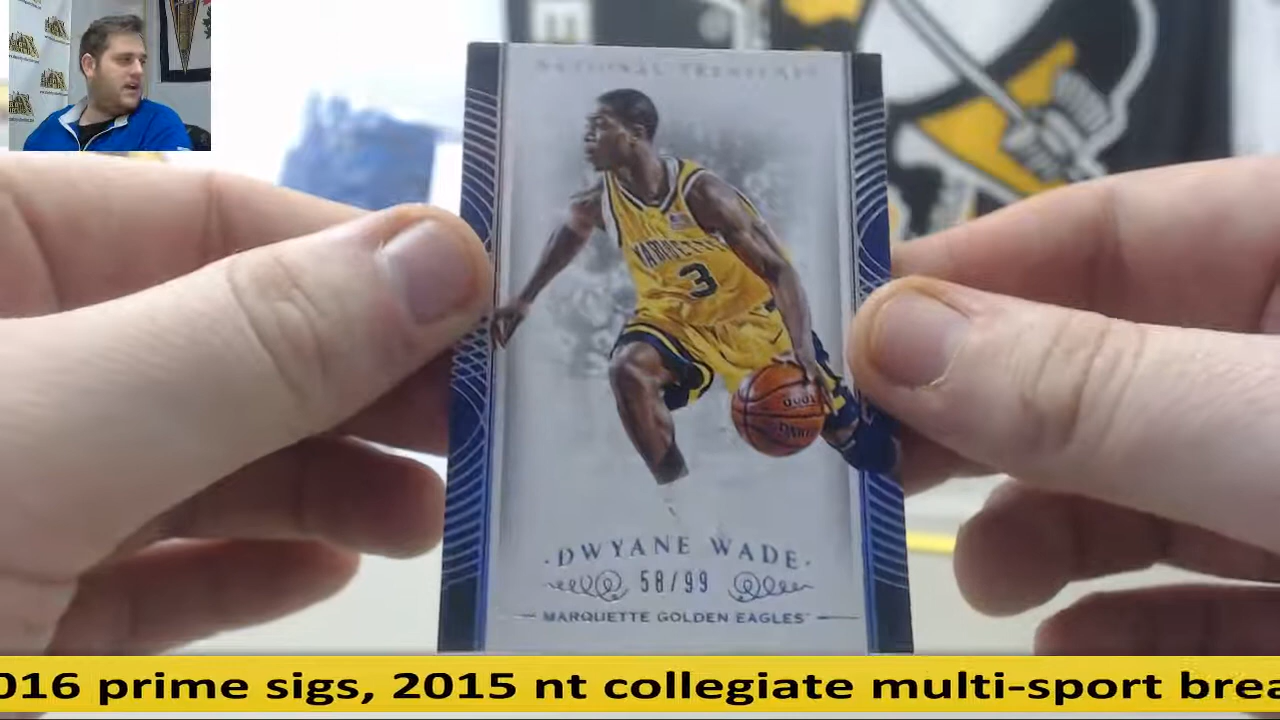 NATIONAL TREASURES
MARQUETTE
3
DWYANE WADE
58/99
MARQUETTE GOLDEN EAGLES
016 prime sigs, 2015 nt collegiate multi-sport brea